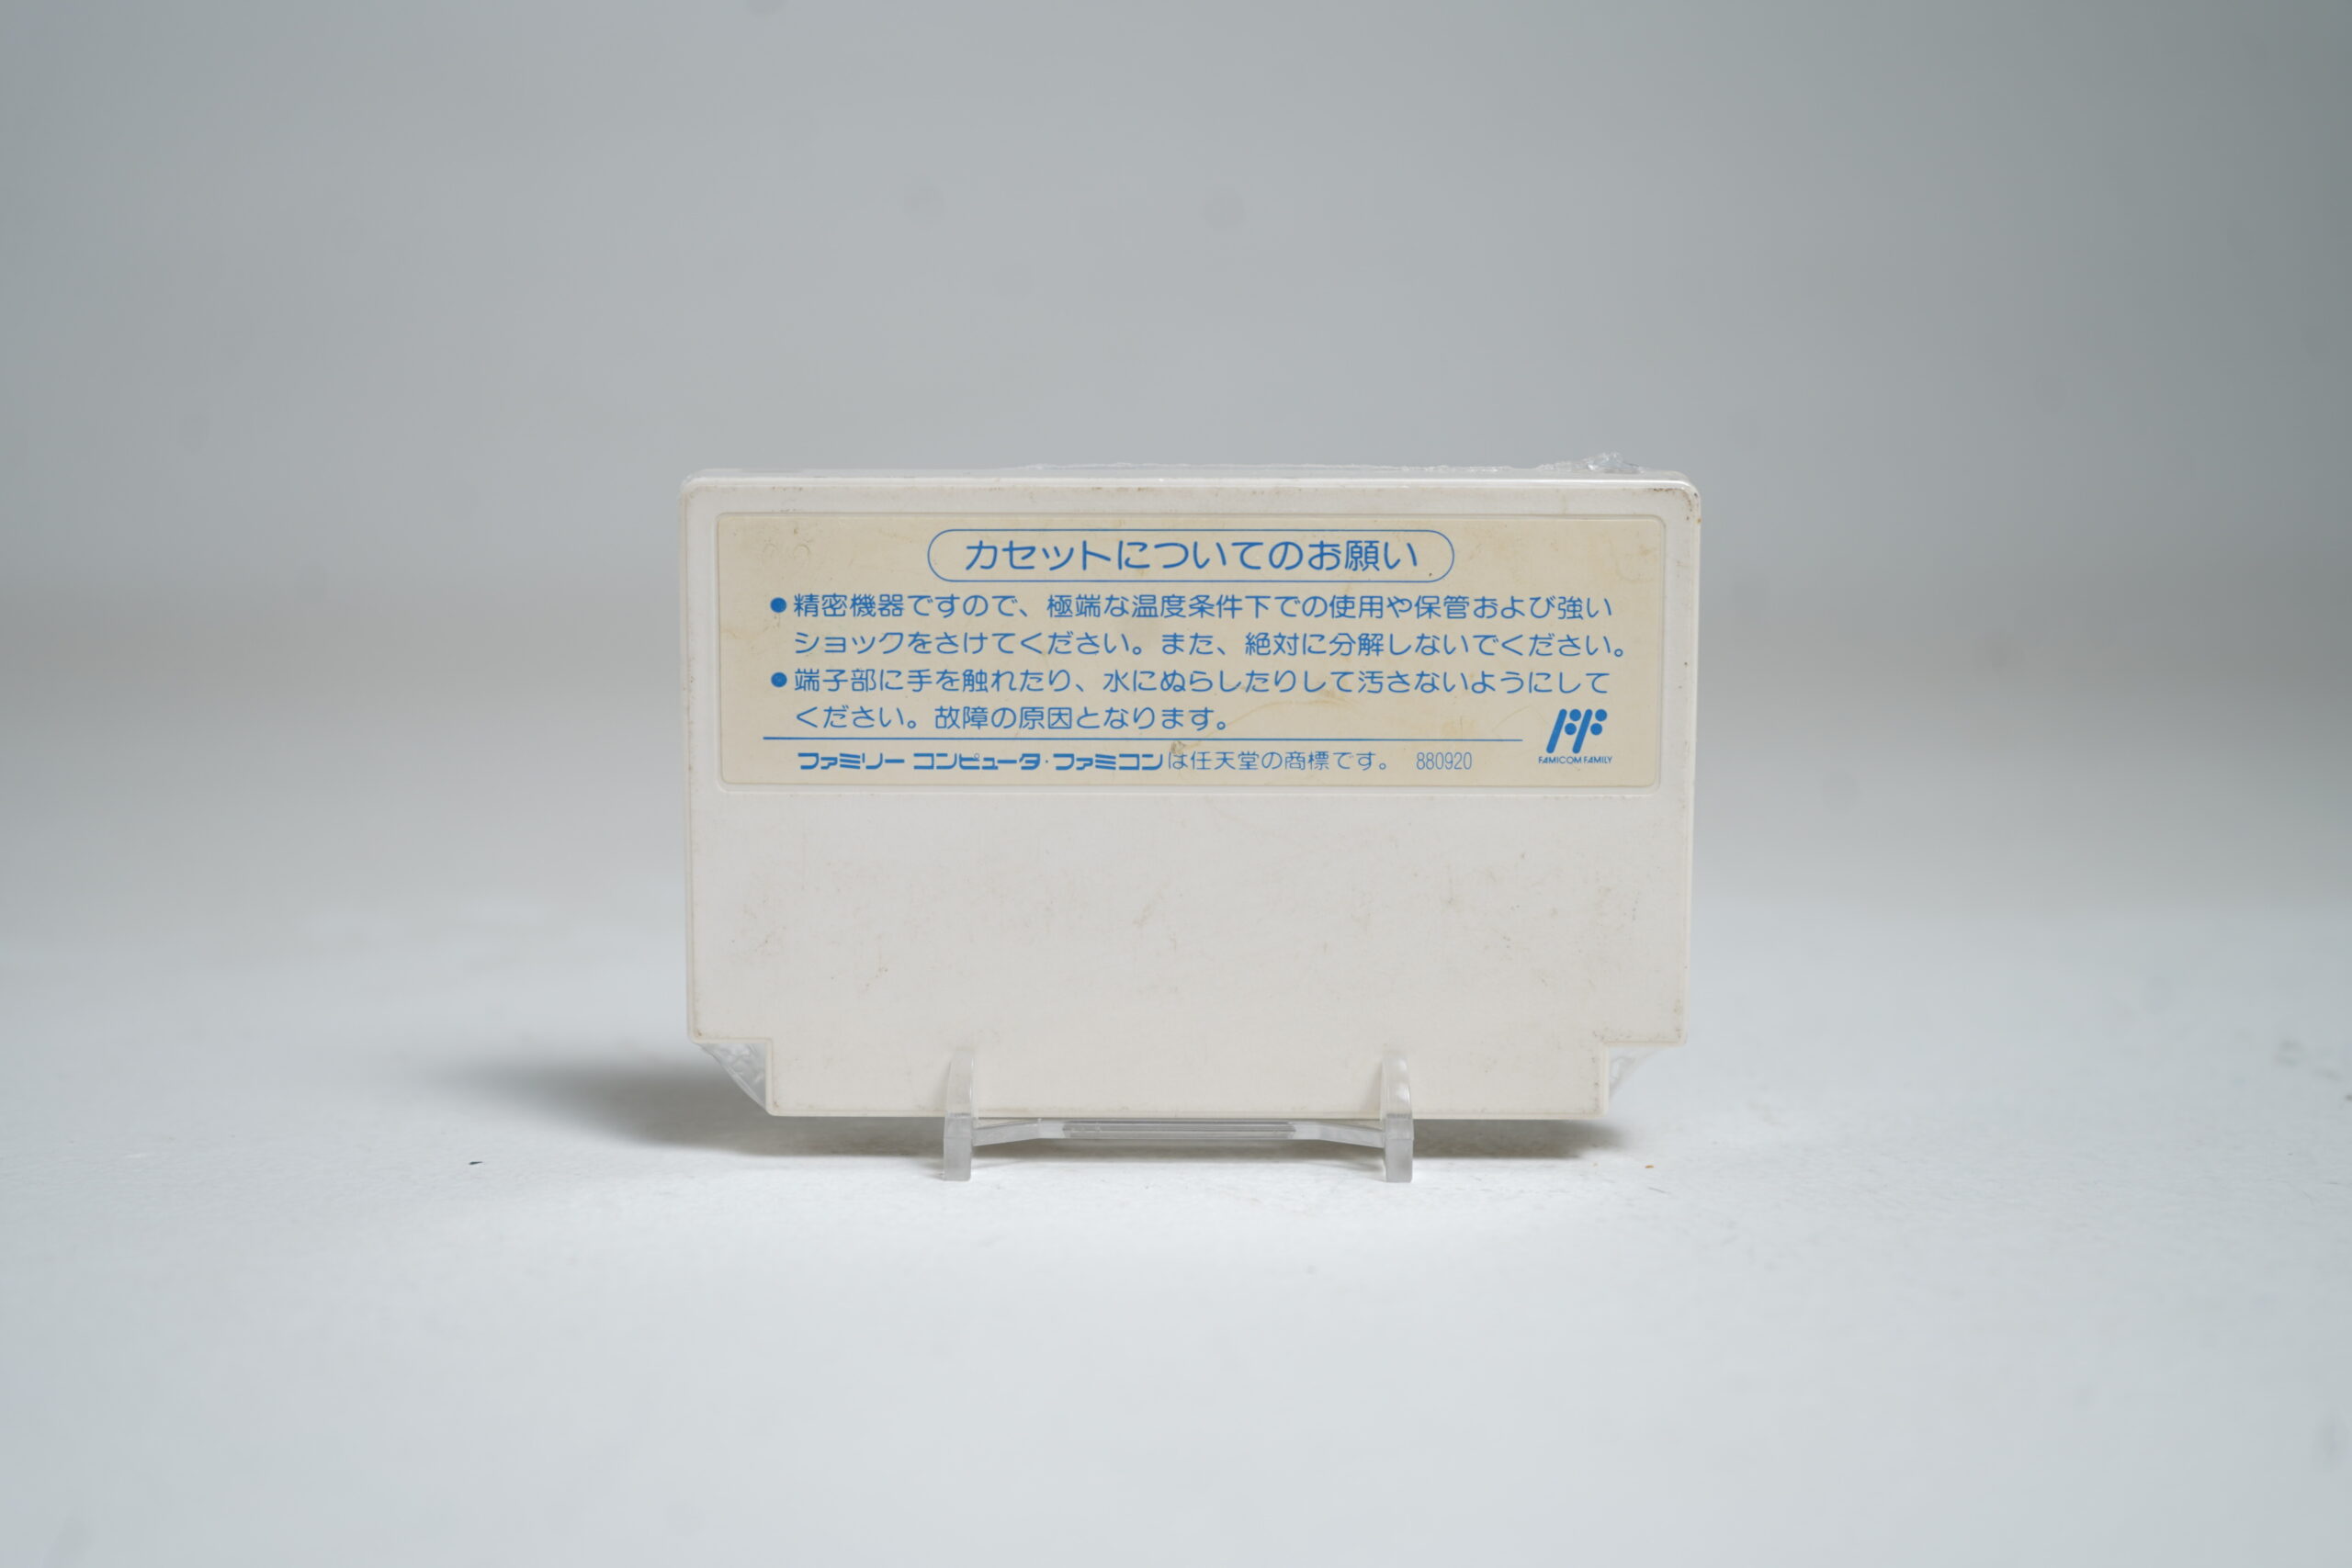 カセットについてのお願い
●精密機器ですので、極端な温度条件下での使用や保管および強い
ショックをさけてください。また、絶対に分解しないでください。
●端子部に手を触れたり、水にぬらしたりして汚さないようにして
ください。故障の原因となります。
ファミリーコンピュータ・ファミコンは任天堂の商標です。 880920
FAMICOM FAMILY